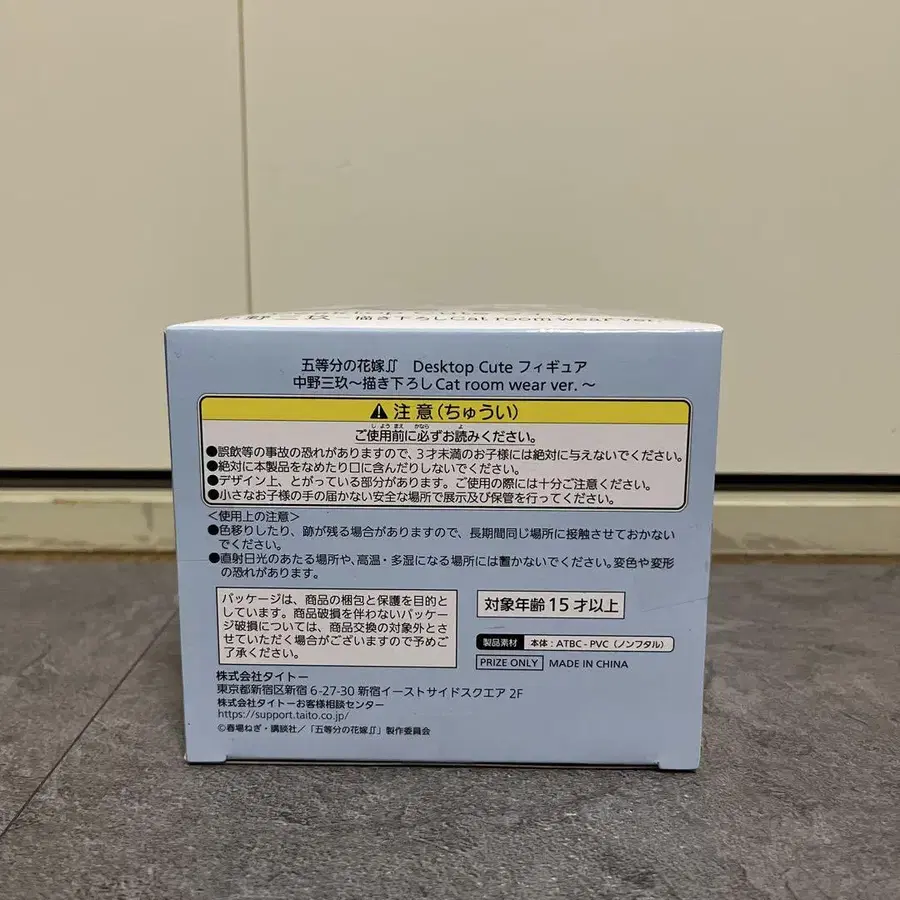 五等分の花嫁∬ Desktop Cute フィギュア
中野三玖～描き下ろしCat room wear ver.～
⚠注意(ちゅうい)
ご使用前に必ずお読みください。
●誤飲等の事故の恐れがありますので、3才未満のお子様には絶対に与えないでください。
●絶対に本製品をなめたり口に含んだりしないでください。
●デザイン上、とがっている部分があります。ご使用の際には十分ご注意ください。
●小さなお子様の手の届かない安全な場所で展示及び保管を行ってください。
＜使用上の注意＞
●色移りしたり、跡が残る場合がありますので、長期間同じ場所に接触させておかない
でください。
●直射日光のあたる場所や、高温・多湿になる場所には置かないでください。変色や変形
の恐れがあります。
パッケージは、商品の梱包と保護を目的と
しています。商品破損を伴わないパッケー
ジ破損については、商品交換の対象外とさ
せていただく場合がございますので予めご
了承ください。
対象年齢15才以上
製品素材 本体：ATBC-PVC（ノンフタル）
PRIZE ONLY MADE IN CHINA
株式会社タイトー
東京都新宿区新宿 6-27-30 新宿イーストサイドスクエア 2F
株式会社タイトーお客様相談センター
https://support.taito.co.jp/
©春場ねぎ・講談社／「五等分の花嫁∬」製作委員会